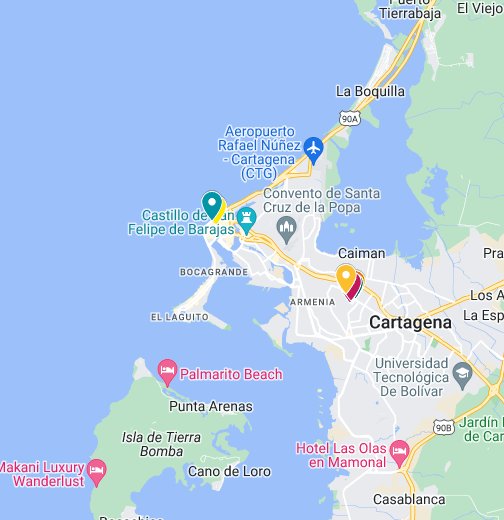 Puerto
Tierrabaja
El Viejo
La Boquilla
90A
Aeropuerto
Rafael Núñez
- Cartagena
(CTG)
Convento de Santa
Cruz de la Popa
Castillo de San
Felipe de Barajas
Caiman
Pra
BOCAGRANDE
ARMENIA
Los A
La Esp
EL LAGUITO
Cartagena
Universidad
Tecnológica
De Bolívar
Palmarito Beach
Punta Arenas
Jardín
de Car
90B
Isla de Tierra
Bomba
Hotel Las Olas
en Mamonal
Makani Luxury
Wanderlust
Cano de Loro
Casablanca